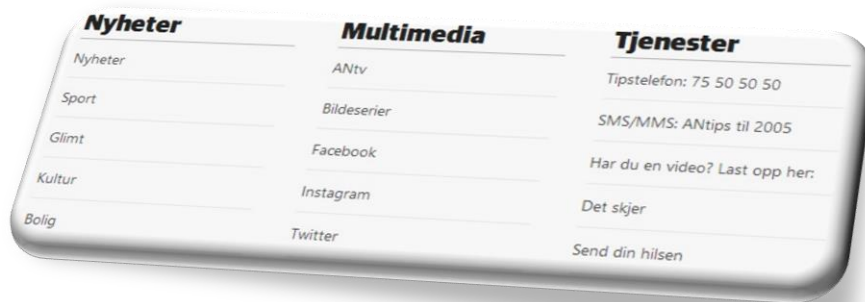 Nyheter
Nyheter
Sport
Glimt
Kultur
Bolig
Multimedia
ANtv
Bildeserier
Facebook
Instagram
Twitter
Tjenester
Tipstelefon: 75 50 50 50
SMS/MMS: ANtips til 2005
Har du en video? Last opp her:
Det skjer
Send din hilsen